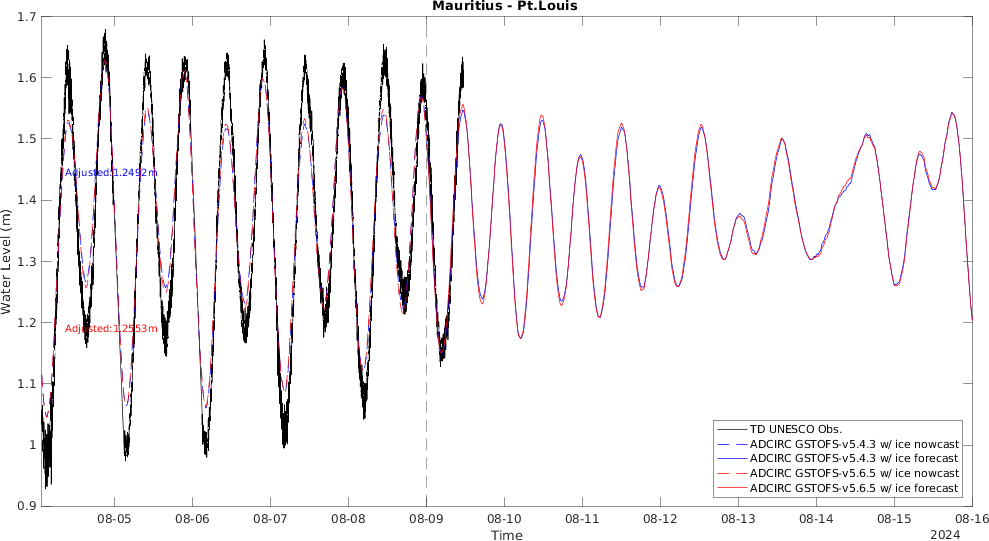 Mauritius - Pt.Louis
1.7
1.6
1.5
1.4
1.3
1.2
1.1
1
0.9
Water Level (m)
Adjusted:1.2492m
Adjusted:1.2553m
TD UNESCO Obs.
ADCIRC GSTOFS-v5.4.3 w/ ice nowcast
ADCIRC GSTOFS-v5.4.3 w/ ice forecast
ADCIRC GSTOFS-v5.6.5 w/ ice nowcast
ADCIRC GSTOFS-v5.6.5 w/ ice forecast
08-05 08-06 08-07 08-08 08-09 08-10 08-11 08-12 08-13 08-14 08-15 08-16
Time
2024